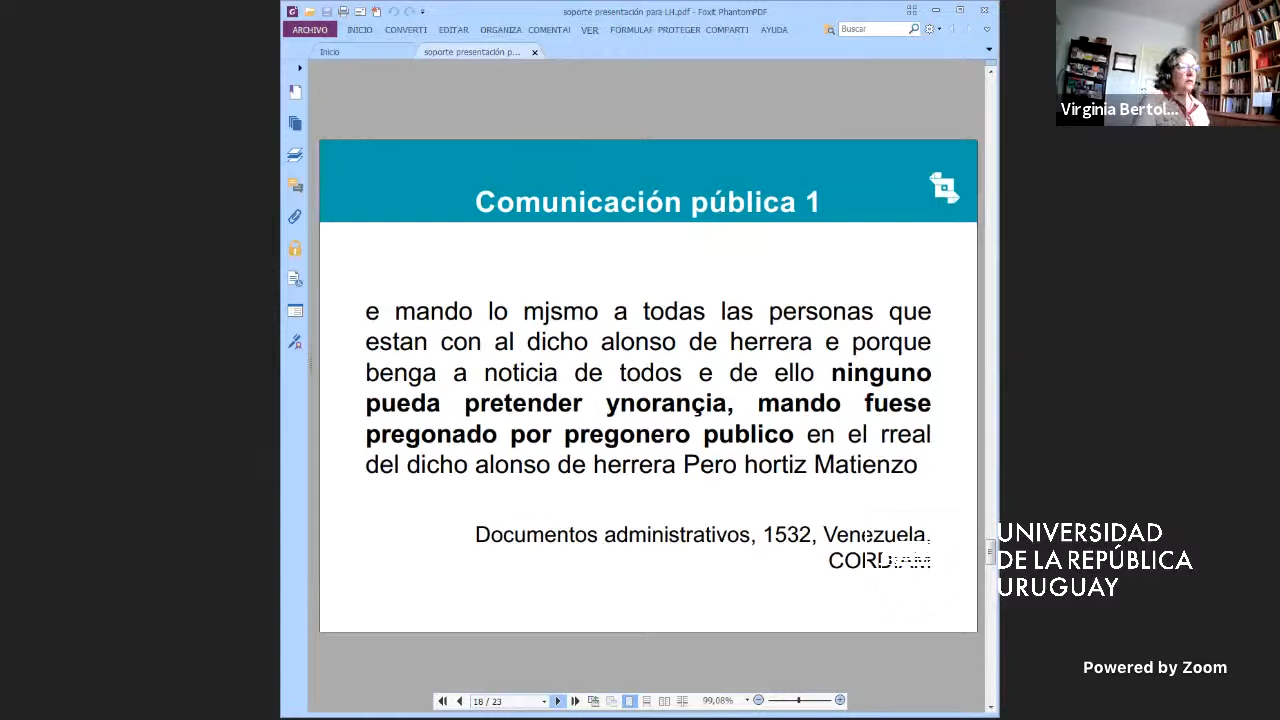 soporte presentación para LH.pdf - Foxit PhantomPDF
ARCHIVO INICIO CONVERTI EDITAR ORGANIZA COMENTAI VER FORMULAF PROTEGER COMPARTI AYUDA Buscar
Inicio soporte presentación p...
Virginia Bertol...
Comunicación pública 1
e mando lo mjsmo a todas las personas que
estan con al dicho alonso de herrera e porque
benga a noticia de todos e de ello ninguno
pueda pretender ynorançia, mando fuese
pregonado por pregonero publico en el rreal
del dicho alonso de herrera Pero hortiz Matienzo
Documentos administrativos, 1532, Venezuela,
CORDIAM
UNIVERSIDAD
DE LA REPÚBLICA
URUGUAY
Powered by Zoom
18 / 23 99,08%